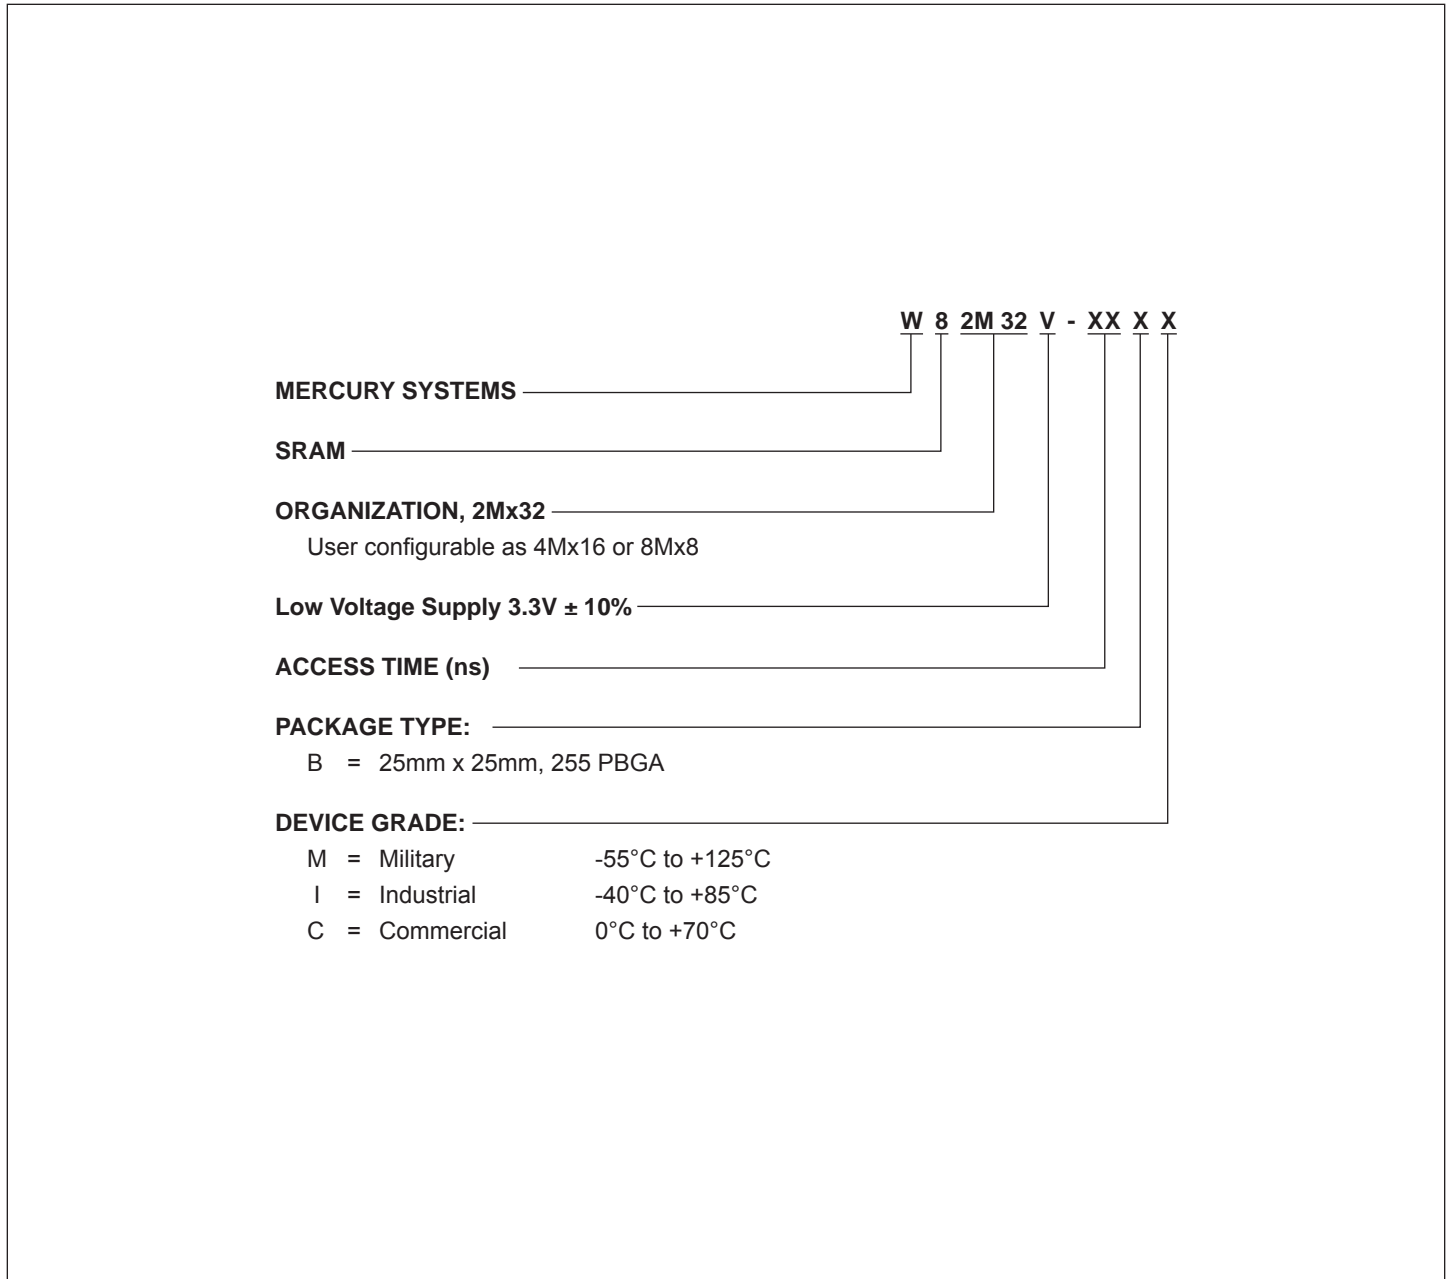 W 8 2M 32 V - XX X X
MERCURY SYSTEMS
SRAM
ORGANIZATION, 2Mx32
User configurable as 4Mx16 or 8Mx8
Low Voltage Supply 3.3V ± 10%
ACCESS TIME (ns)
PACKAGE TYPE:
B = 25mm x 25mm, 255 PBGA
DEVICE GRADE:
M = Military -55°C to +125°C
I = Industrial -40°C to +85°C
C = Commercial 0°C to +70°C